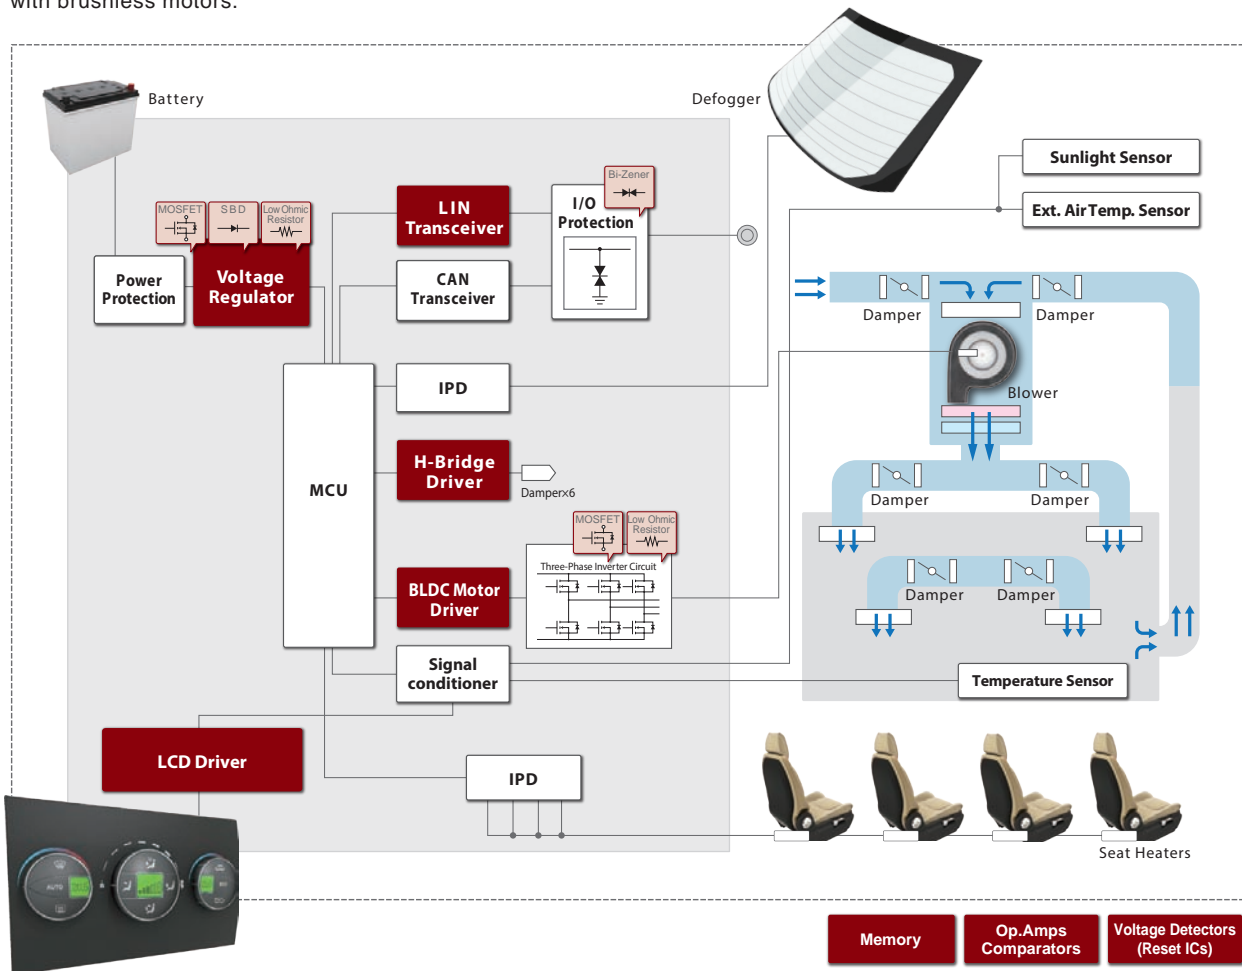 with brushless motors.
Battery
Defogger
Sunlight Sensor
Ext. Air Temp. Sensor
MOSFET
SBD
Low Ohmic
Resistor
Power
Protection
Voltage
Regulator
LIN
Transceiver
CAN
Transceiver
Bi-Zener
I/O
Protection
Damper
Damper
Blower
IPD
MCU
H-Bridge
Driver
Damper×6
Damper
Damper
MOSFET
Low Ohmic
Resistor
Three-Phase Inverter Circuit
BLDC Motor
Driver
Damper
Damper
Signal
conditioner
Temperature Sensor
LCD Driver
IPD
Seat Heaters
AUTO
Memory
Op.Amps
Comparators
Voltage Detectors
(Reset ICs)